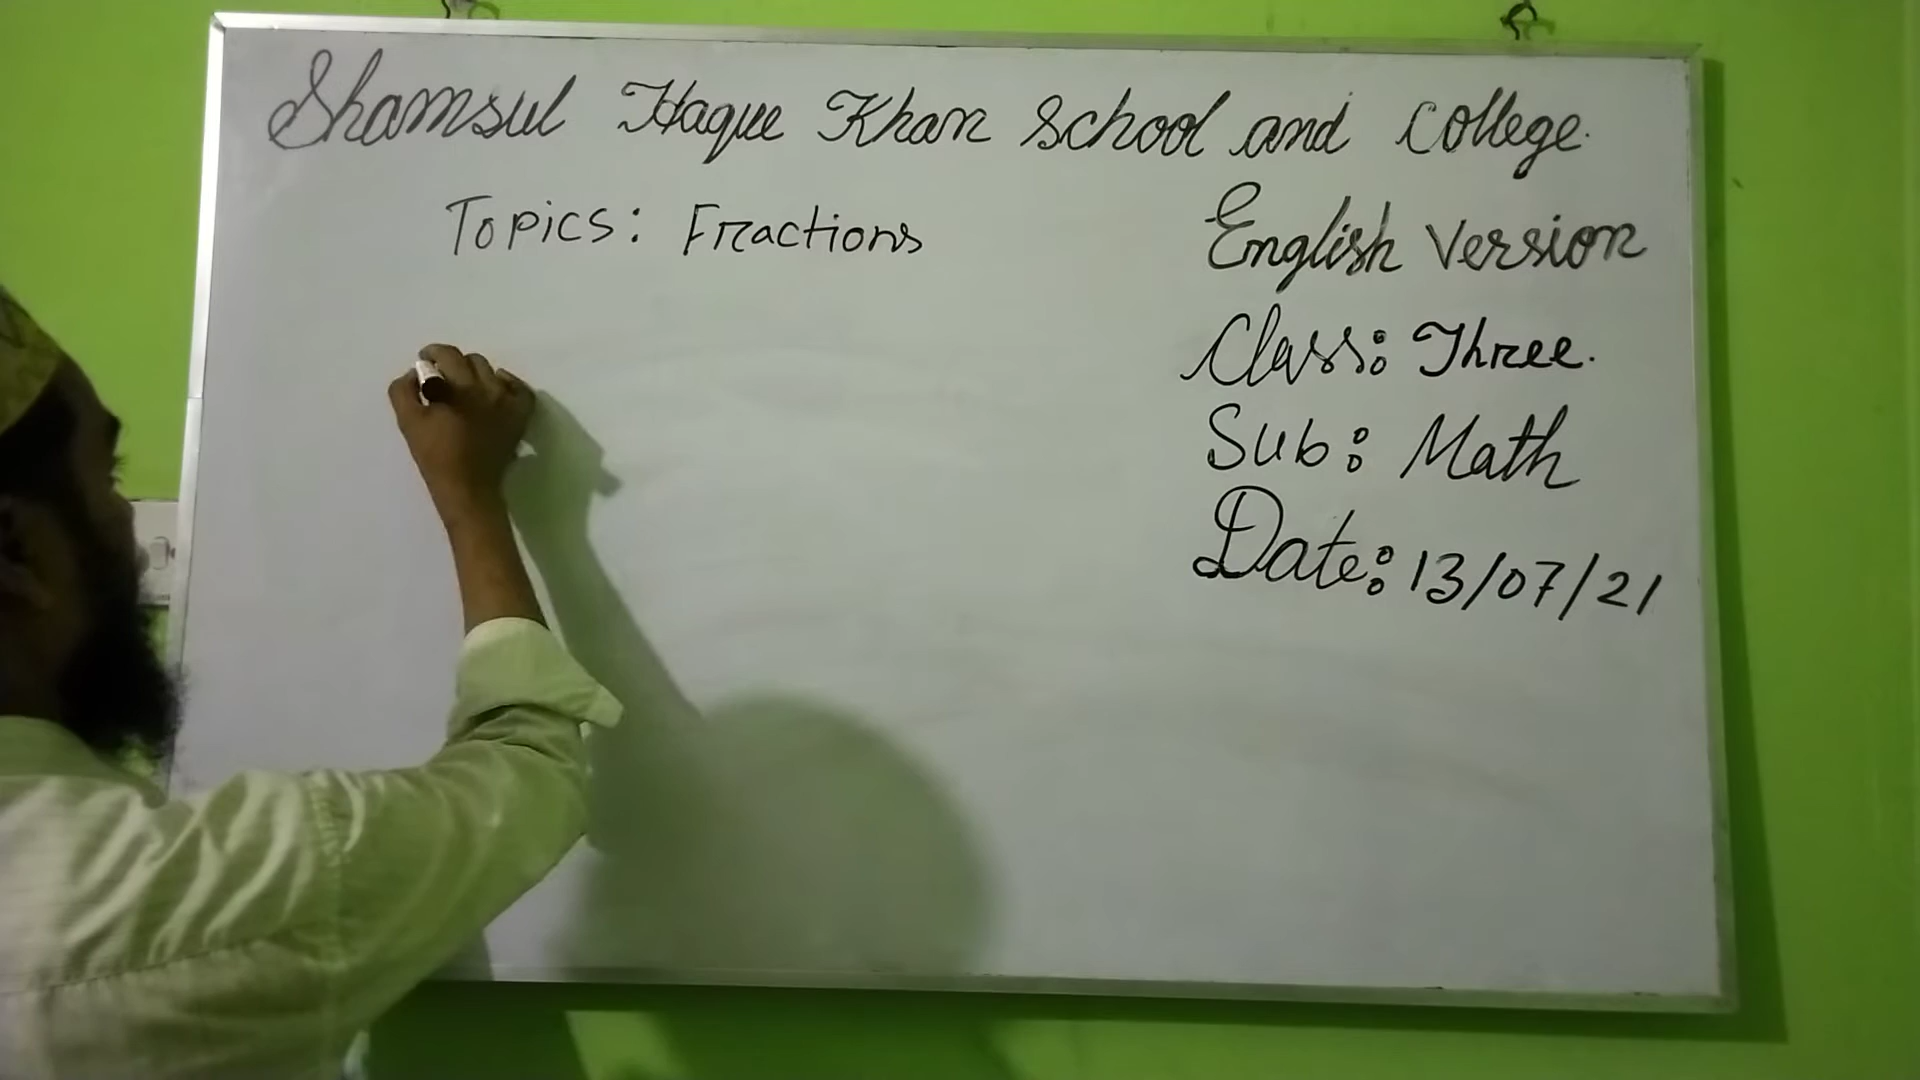 Shamsul Haque Khan School and College.
Topics: Fractions
English Version
Class: Three.
Sub: Math
Date: 13/07/21